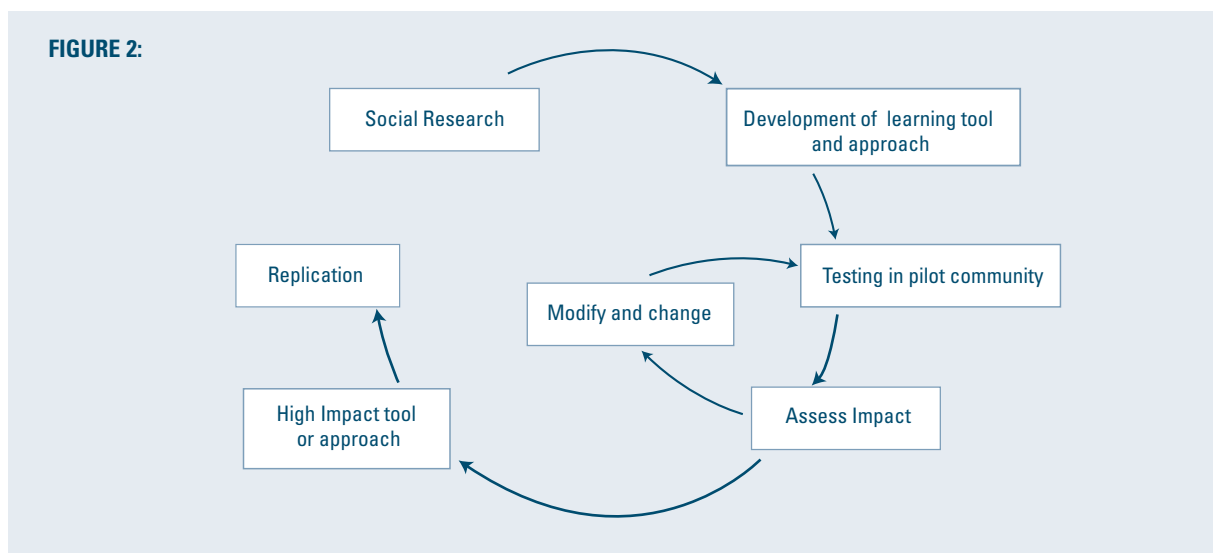 FIGURE 2:
Social Research
Development of learning tool
and approach
Testing in pilot community
Modify and change
Assess Impact
High Impact tool
or approach
Replication